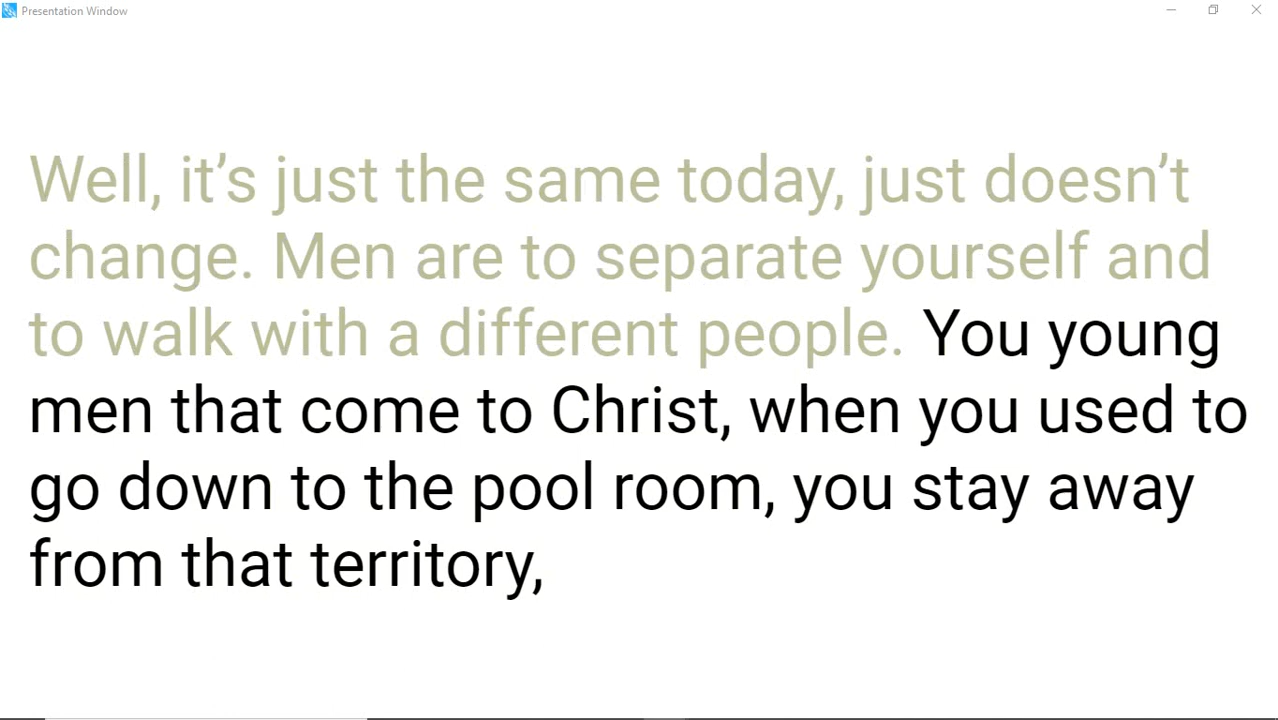 Presentation Window
Well, it’s just the same today, just doesn’t
change. Men are to separate yourself and
to walk with a different people. You young
men that come to Christ, when you used to
go down to the pool room, you stay away
from that territory,